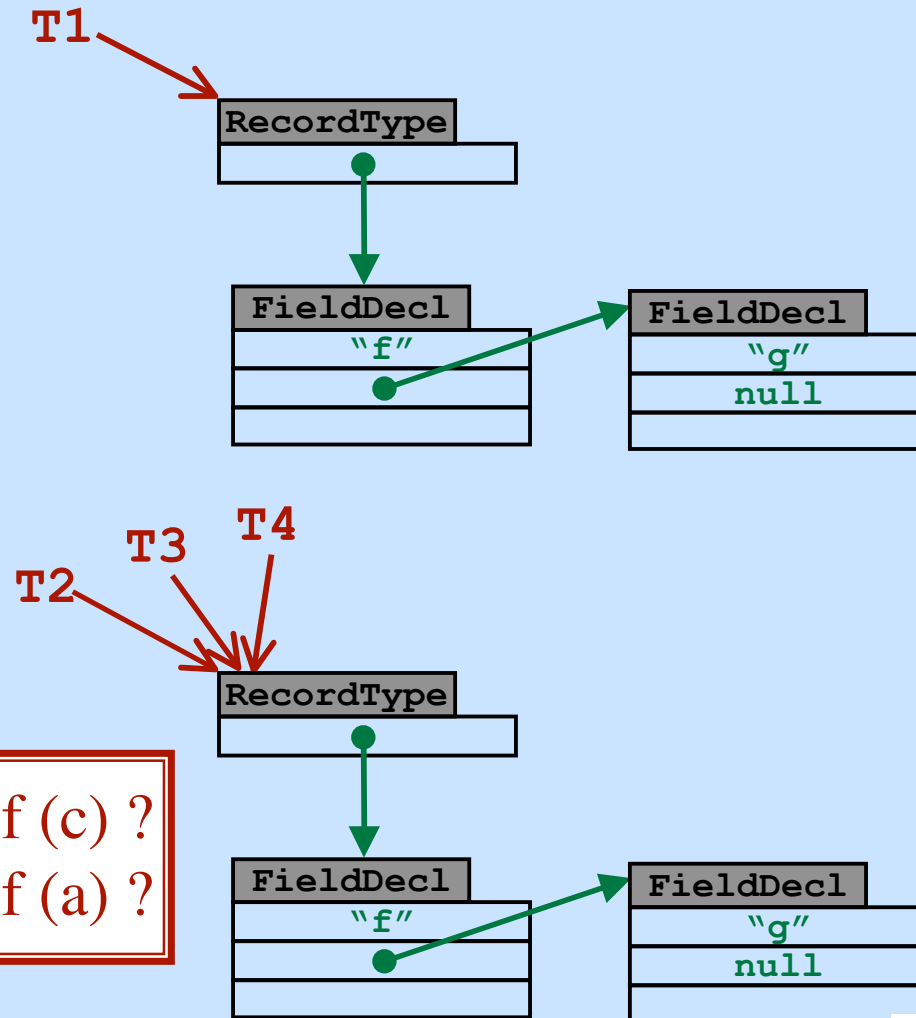 T1
RecordType
FieldDecl
“f”
FieldDecl
“g”
null
T4
T3
T2
RecordType
f (c) ?
f (a) ?
FieldDecl
“f”
FieldDecl
“g”
null